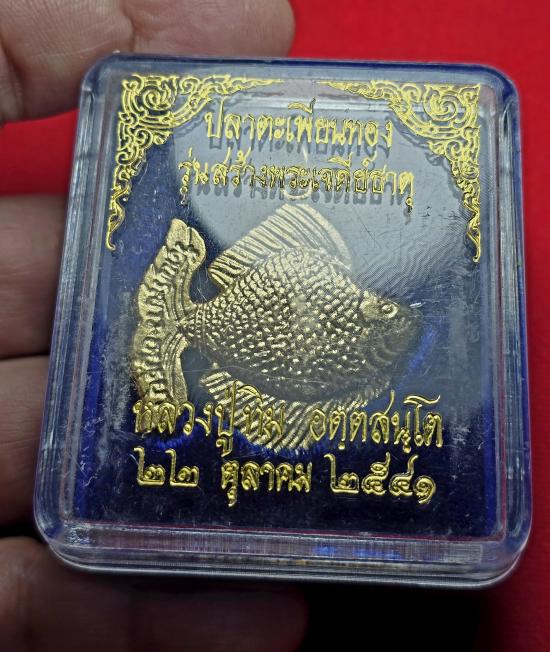 ปลาตะเพียนทอง
รุ่นสร้างพระเจดีย์ธาตุ
หลวงปู่ทิม อตฺตสนฺโต
๒๒ ตุลาคม ๒๕๔๑